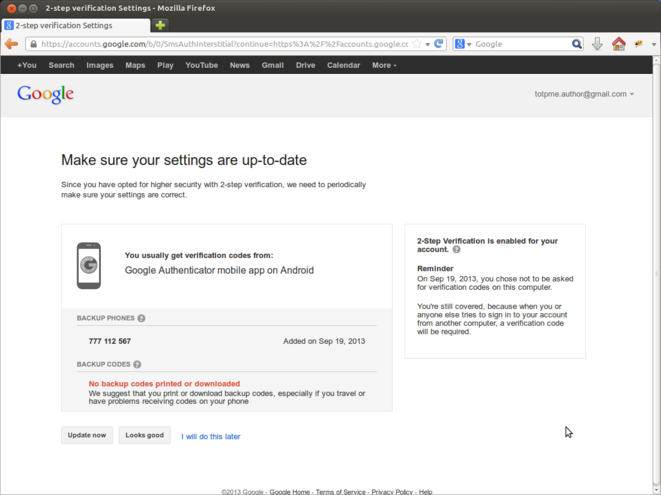 2-step verification Settings - Mozilla Firefox
2-step verification Settings
https://accounts.google.com/b/0/SmsAuthInterstitial?continue=https%3A%2F%2Faccounts.google.cc
Google
+You Search Images Maps Play YouTube News Gmail Drive Calendar More
Google
totpme.author@gmail.com
Make sure your settings are up-to-date
Since you have opted for higher security with 2-step verification, we need to periodically
make sure your settings are correct.
You usually get verification codes from:
Google Authenticator mobile app on Android
BACKUP PHONES ?
777 112 567 Added on Sep 19, 2013
BACKUP CODES ?
No backup codes printed or downloaded
We suggest that you print or download backup codes, especially if you travel or
have problems receiving codes on your phone
2-Step Verification is enabled for your
account. ?
Reminder
On Sep 19, 2013, you chose not to be asked
for verification codes on this computer.
You're still covered, because when you or
anyone else tries to sign in to your account
from another computer, a verification code
will be required.
Update now Looks good I will do this later
©2013 Google - Google Home - Terms of Service - Privacy Policy - Help